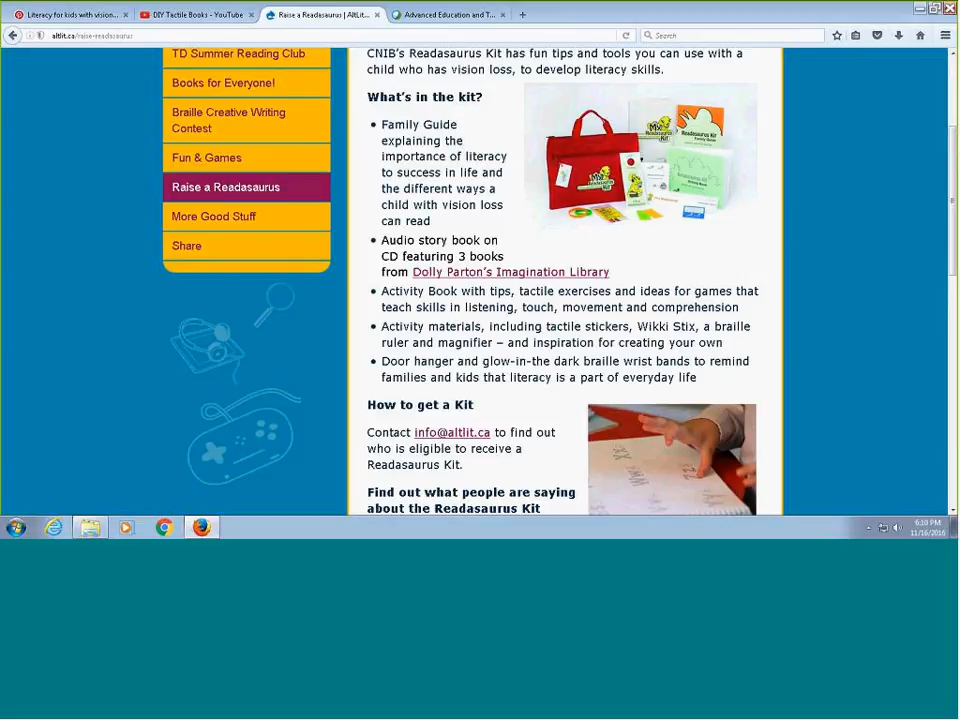 Literacy for kids with vision...
DIY Tactile Books - YouTube
Raise a Readasaurus | AltLit...
Advanced Education and T...
altlit.ca/raise-readasaurus
Search
TD Summer Reading Club
Books for Everyone!
Braille Creative Writing
Contest
Fun & Games
Raise a Readasaurus
More Good Stuff
Share
CNIB's Readasaurus Kit has fun tips and tools you can use with a
child who has vision loss, to develop literacy skills.
What's in the kit?
• Family Guide
explaining the
importance of literacy
to success in life and
the different ways a
child with vision loss
can read
• Audio story book on
CD featuring 3 books
from Dolly Parton's Imagination Library
• Activity Book with tips, tactile exercises and ideas for games that
teach skills in listening, touch, movement and comprehension
• Activity materials, including tactile stickers, Wikki Stix, a braille
ruler and magnifier – and inspiration for creating your own
• Door hanger and glow-in-the dark braille wrist bands to remind
families and kids that literacy is a part of everyday life
How to get a Kit
Contact info@altlit.ca to find out
who is eligible to receive a
Readasaurus Kit.
Find out what people are saying
about the Readasaurus Kit
6:10 PM
11/16/2016